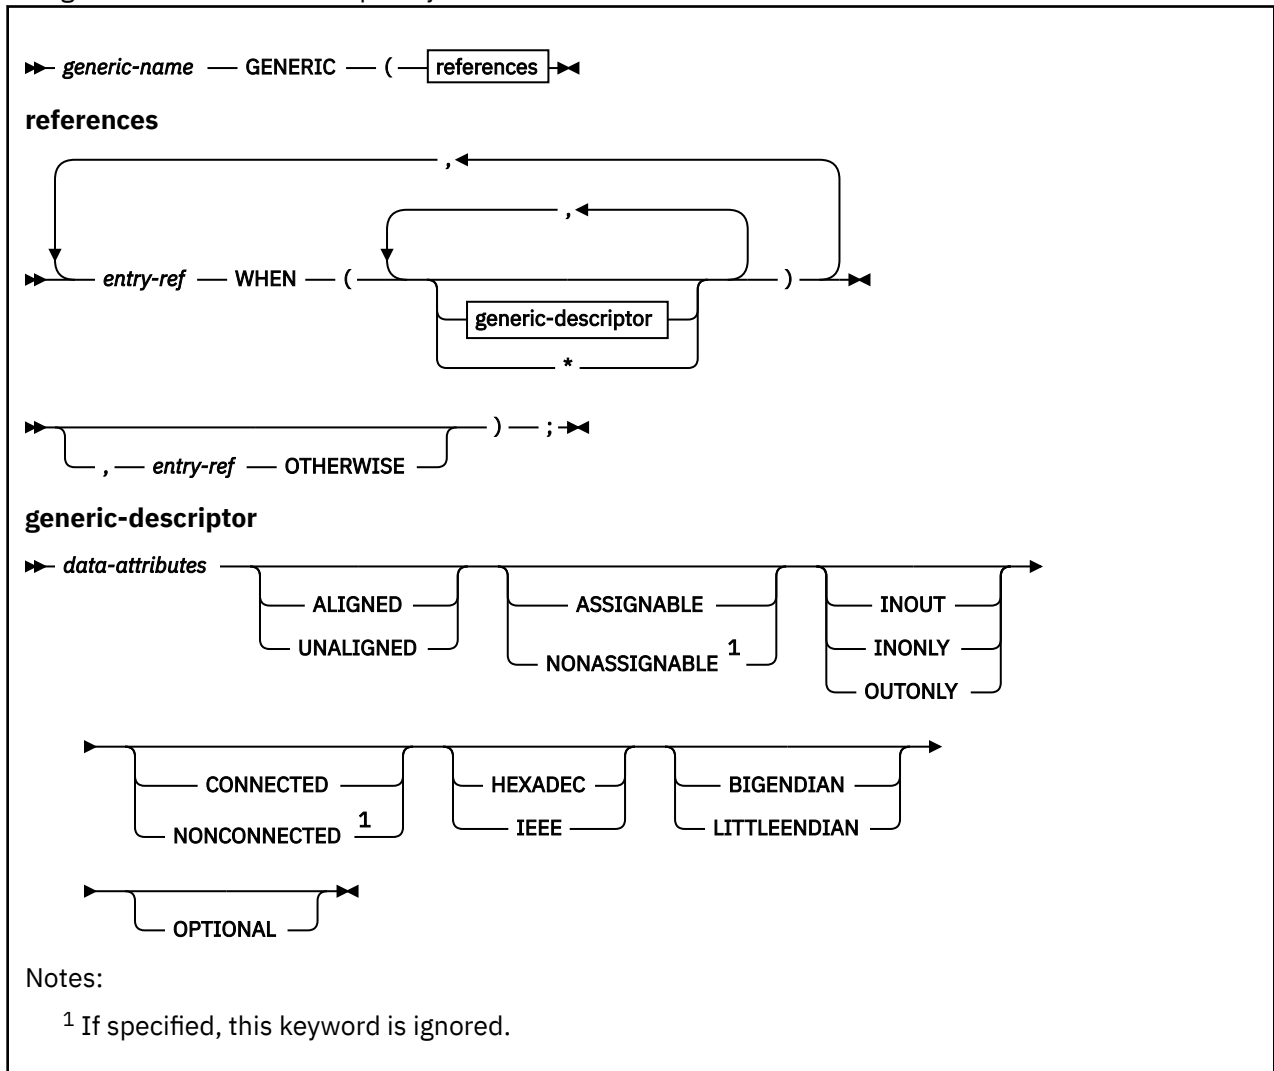 generic-name GENERIC ( references
references
,
,
entry-ref WHEN ( )
generic-descriptor
*
) ;
, entry-ref OTHERWISE
generic-descriptor
data-attributes
ALIGNED ASSIGNABLE INOUT
UNALIGNED NONASSIGNABLE 1 INONLY
OUTONLY
CONNECTED HEXADEC BIGENDIAN
NONCONNECTED 1 IEEE LITTLEENDIAN
OPTIONAL
Notes:
1 If specified, this keyword is ignored.